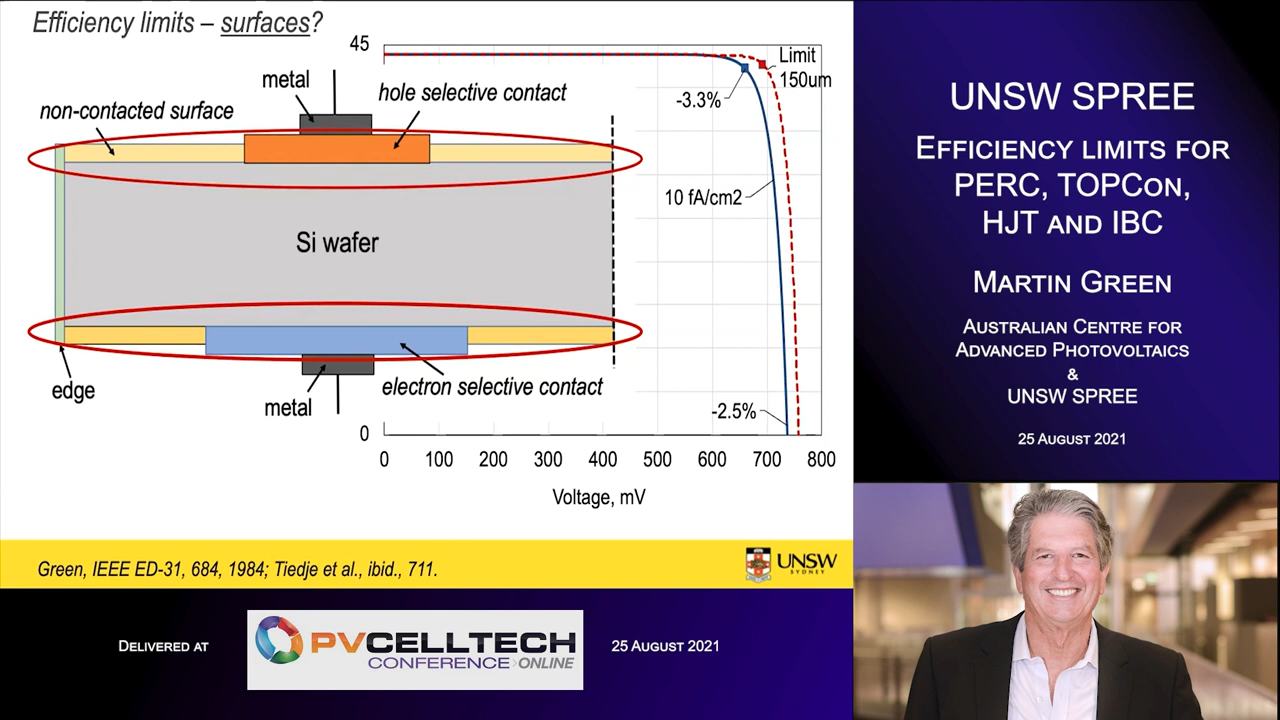 Efficiency limits – surfaces?
metal
hole selective contact
non-contacted surface
Si wafer
edge
metal
electron selective contact
45
Limit
150um
-3.3%
10 fA/cm2
-2.5%
0
0 100 200 300 400 500 600 700 800
Voltage, mV
Green, IEEE ED-31, 684, 1984; Tiedje et al., ibid., 711.
UNSW
SYDNEY
UNSW SPREE
EFFICIENCY LIMITS FOR
PERC, TOPCON,
HJT AND IBC
MARTIN GREEN
AUSTRALIAN CENTRE FOR
ADVANCED PHOTOVOLTAICS
&
UNSW SPREE
25 AUGUST 2021
DELIVERED AT
PVCELLTECH
CONFERENCE>ONLINE
25 AUGUST 2021